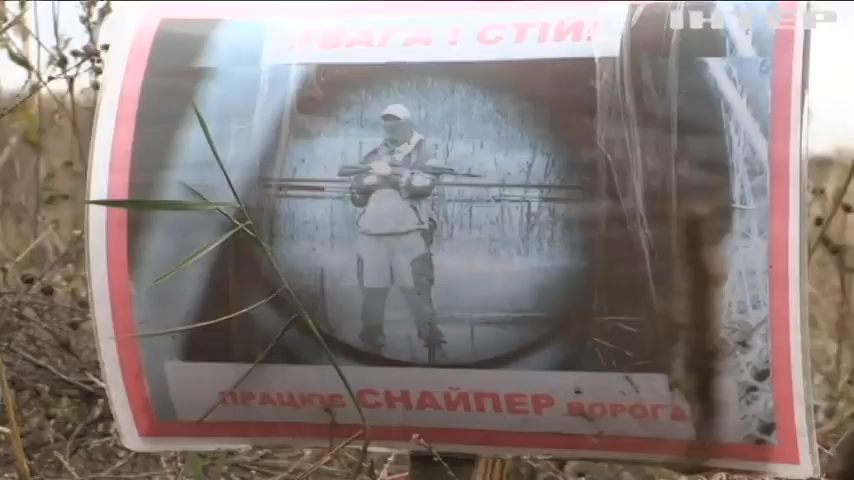 ІНТЕР
УВАГА ! СТІЙ!
ПРАЦЮЄ СНАЙПЕР ВОРОГА